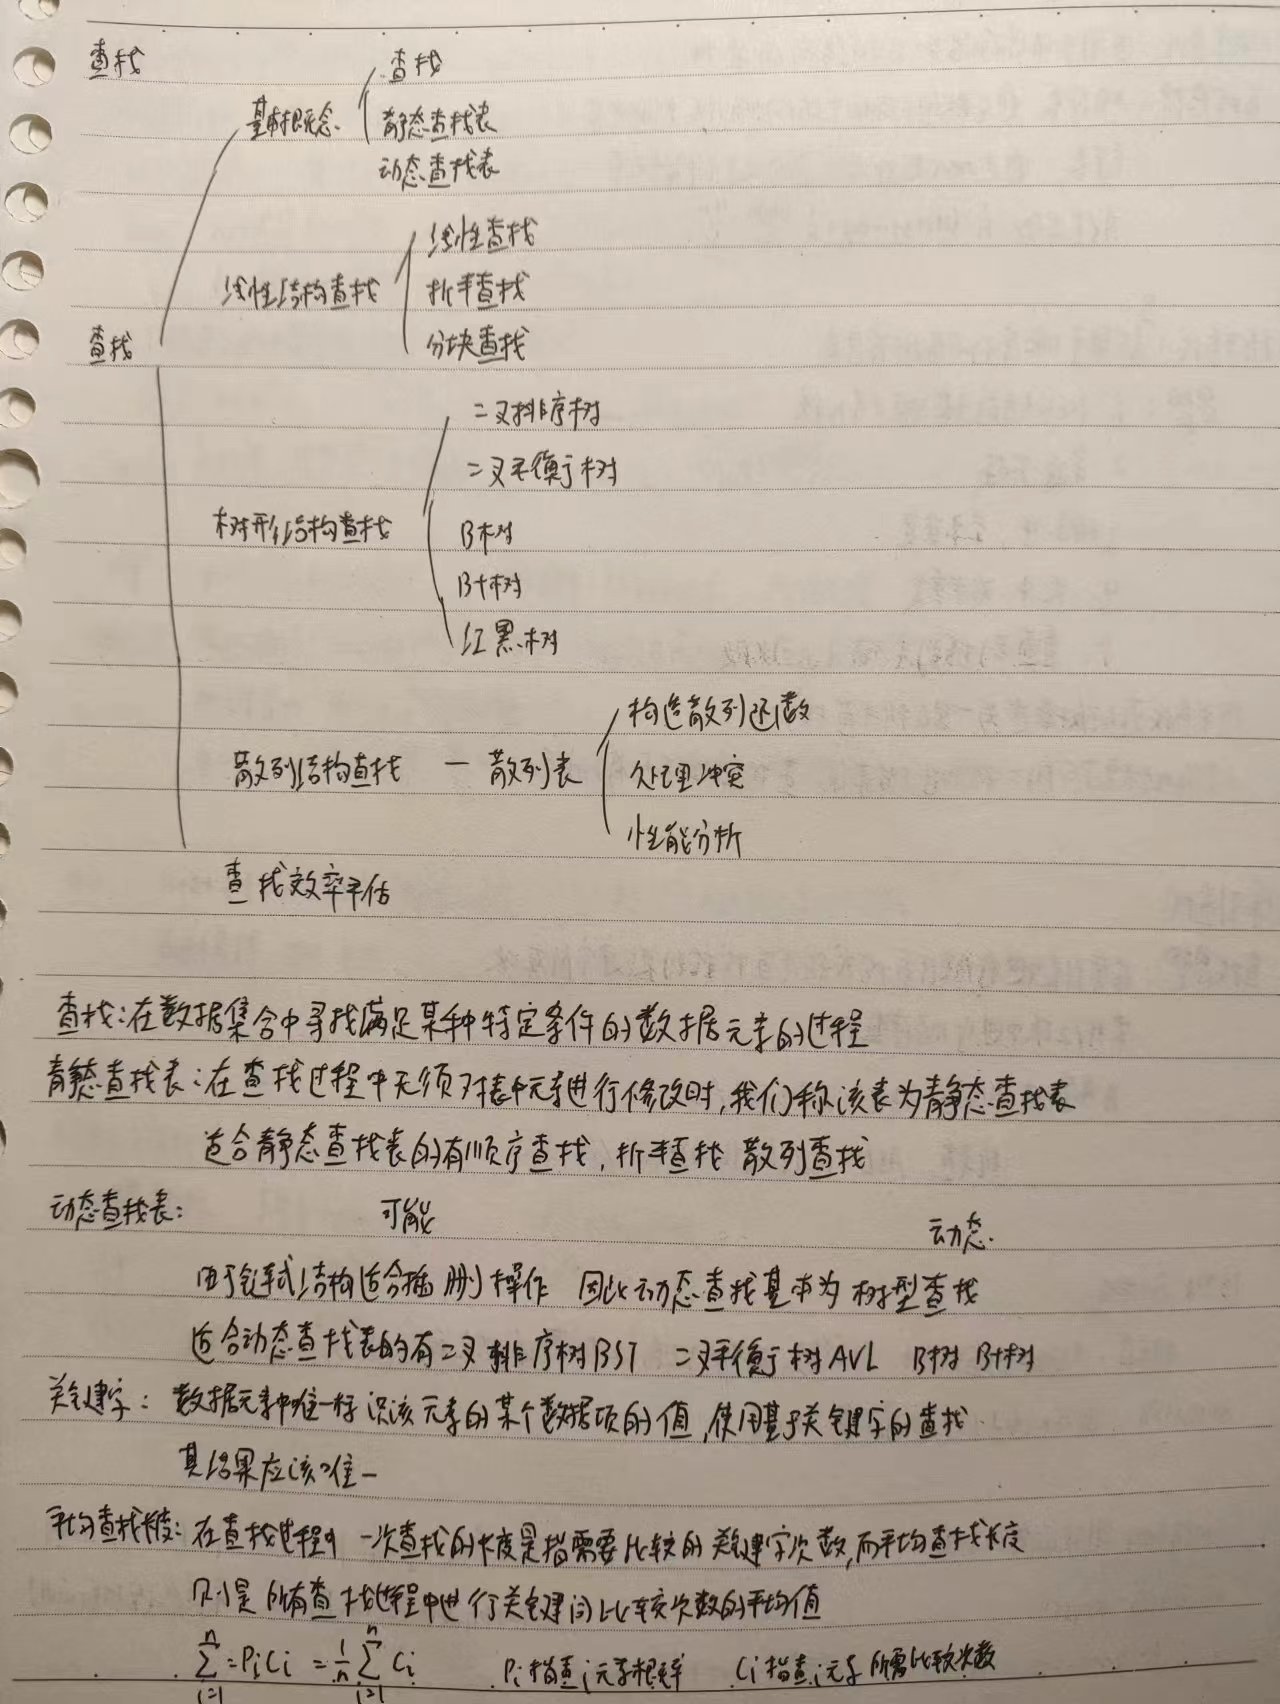 查找
查找
基本概念
静态查找表
动态查找表
线性查找
线性结构查找
折半查找
查找
分块查找
二叉排序树
二叉平衡树
树形结构查找
B树
B+树
红黑树
构造散列函数
散列结构查找 — 散列表
处理冲突
性能分析
查找效率评估
查找:在数据集合中寻找满足某种特定条件的数据元素的过程
静态查找表:在查找过程中无须对表中元素进行修改时,我们称该表为静态查找表
适合静态查找表的有顺序查找,折半查找 散列查找
动态查找表:
可能 动态.
由于链式结构适合插 删 操作 因此动态查找基本为 树型查找
适合动态查找表的有二叉排序树BST 二叉平衡树AVL B树 B+树
关键字: 数据元素中唯一标识该元素的某个数据项的值,使用基于关键字的查找.
其结果应该唯一
平均查找长度: 在查找过程中 一次查找的长度是指需要比较的关键字次数,而平均查找长度
则是所有查找过程中进行关键词比较次数的平均值
\sum_{i=1}^{n} = PiCi = \frac{1}{n} \sum_{i=1}^{n} Ci Pi指查i元素概率 Ci指查i元素所需比较次数